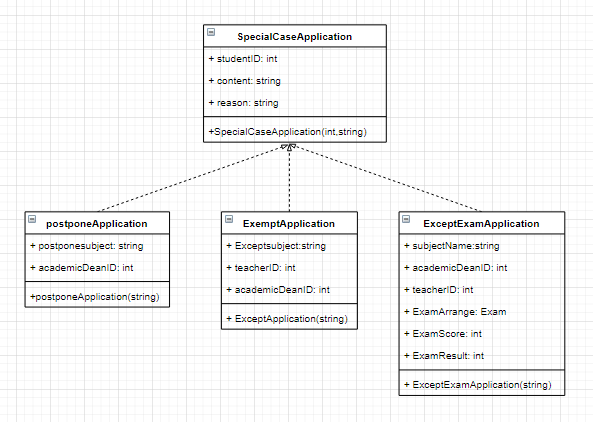 SpecialCaseApplication
+ studentID: int
+ content: string
+ reason: string
+SpecialCaseApplication(int,string)
postponeApplication
+ postponesubject: string
+ academicDeanID: int
+postponeApplication(string)
ExemptApplication
+ Exceptsubject:string
+ teacherID: int
+ academicDeanID: int
+ ExceptApplication(string)
ExceptExamApplication
+ subjectName:string
+ academicDeanID: int
+ teacherID: int
+ ExamArrange: Exam
+ ExamScore: int
+ ExamResult: int
+ ExceptExamApplication(string)